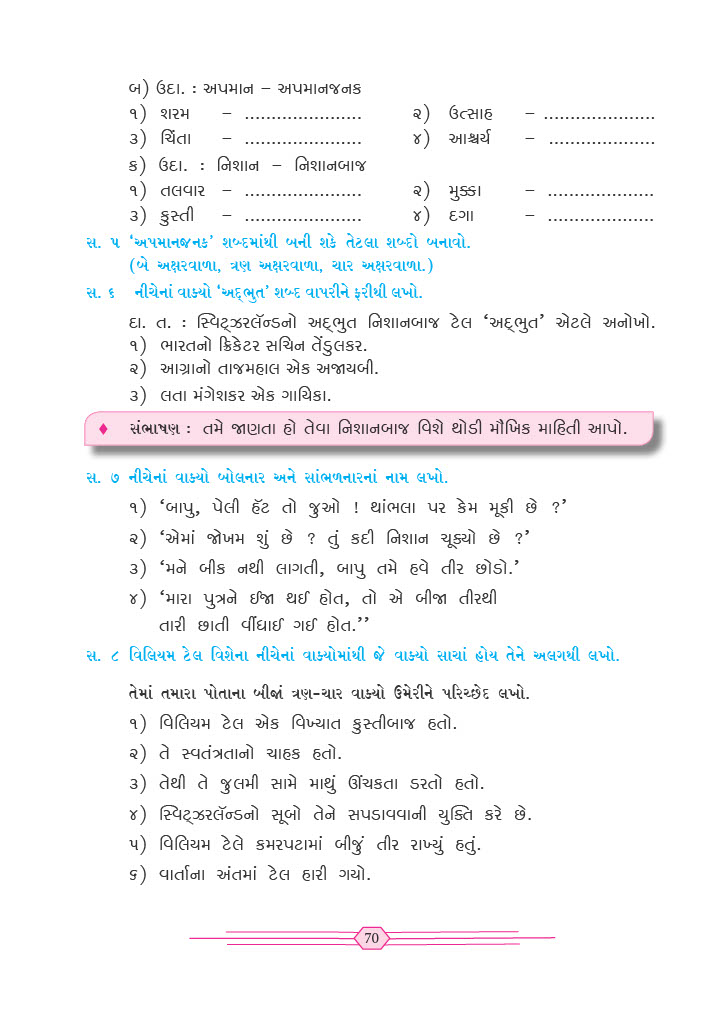 બ) ઉદા. : અપમાન – અપમાનજનક
૧) શરમ – ...................... ૨) ઉત્સાહ – .....................
૩) ચિંતા – ...................... ૪) આશ્ચર્ય – ....................
ક) ઉદા. : નિશાન – નિશાનબાજ
૧) તલવાર – ...................... ૨) મુક્કા – ....................
૩) કુસ્તી – ...................... ૪) દગા – ....................
સ. ૫ ‘અપમાનજનક’ શબ્દમાંથી બની શકે તેટલા શબ્દો બનાવો.
(બે અક્ષરવાળા, ત્રણ અક્ષરવાળા, ચાર અક્ષરવાળા.)
સ. ૬ નીચેનાં વાક્યો ‘અદ્ભુત’ શબ્દ વાપરીને ફરીથી લખો.
દા. ત. : સ્વિટ્ઝરલૅન્ડનો અદ્ભુત નિશાનબાજ ટેલ ‘અદ્ભુત’ એટલે અનોખો.
૧) ભારતનો ક્રિકેટર સચિન તેંડુલકર.
૨) આગ્રાનો તાજમહાલ એક અજાયબી.
૩) લતા મંગેશકર એક ગાયિકા.
♦ સંભાષણ : તમે જાણતા હો તેવા નિશાનબાજ વિશે થોડી મૌખિક માહિતી આપો.
સ. ૭ નીચેનાં વાક્યો બોલનાર અને સાંભળનારનાં નામ લખો.
૧) ‘બાપુ, પેલી હૅટ તો જુઓ ! થાંભલા પર કેમ મૂકી છે ?’
૨) ‘એમાં જોખમ શું છે ? તું કદી નિશાન ચૂક્યો છે ?’
૩) ‘મને બીક નથી લાગતી, બાપુ તમે હવે તીર છોડો.’
૪) ‘મારા પુત્રને ઈજા થઈ હોત, તો એ બીજા તીરથી
તારી છાતી વીંધાઈ ગઈ હોત.’’
સ. ૮ વિલિયમ ટેલ વિશેના નીચેનાં વાક્યોમાંથી જે વાક્યો સાચાં હોય તેને અલગથી લખો.
તેમાં તમારા પોતાના બીજાં ત્રણ-ચાર વાક્યો ઉમેરીને પરિચ્છેદ લખો.
૧) વિલિયમ ટેલ એક વિખ્યાત કુસ્તીબાજ હતો.
૨) તે સ્વતંત્રતાનો ચાહક હતો.
૩) તેથી તે જુલમી સામે માથું ઊંચકતા ડરતો હતો.
૪) સ્વિટ્ઝરલૅન્ડનો સૂબો તેને સપડાવવાની યુક્તિ કરે છે.
૫) વિલિયમ ટેલે કમરપટામાં બીજું તીર રાખ્યું હતું.
૬) વાર્તાના અંતમાં ટેલ હારી ગયો.
70